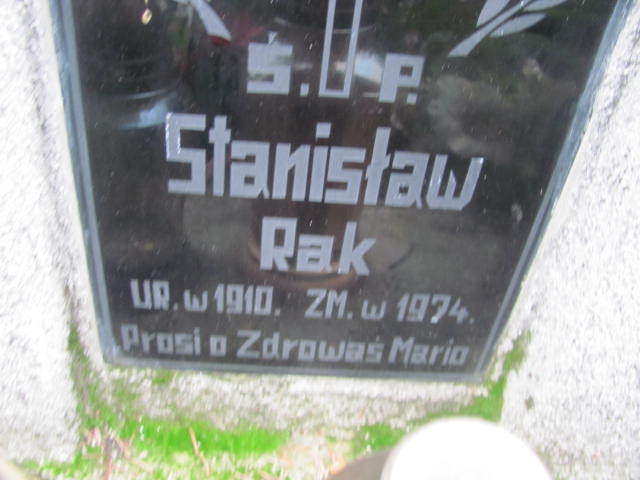 Ś. P.
Stanisław
Rak
UR. w 1910. ZM. w 1974.
Prosi o Zdrowaś Mario